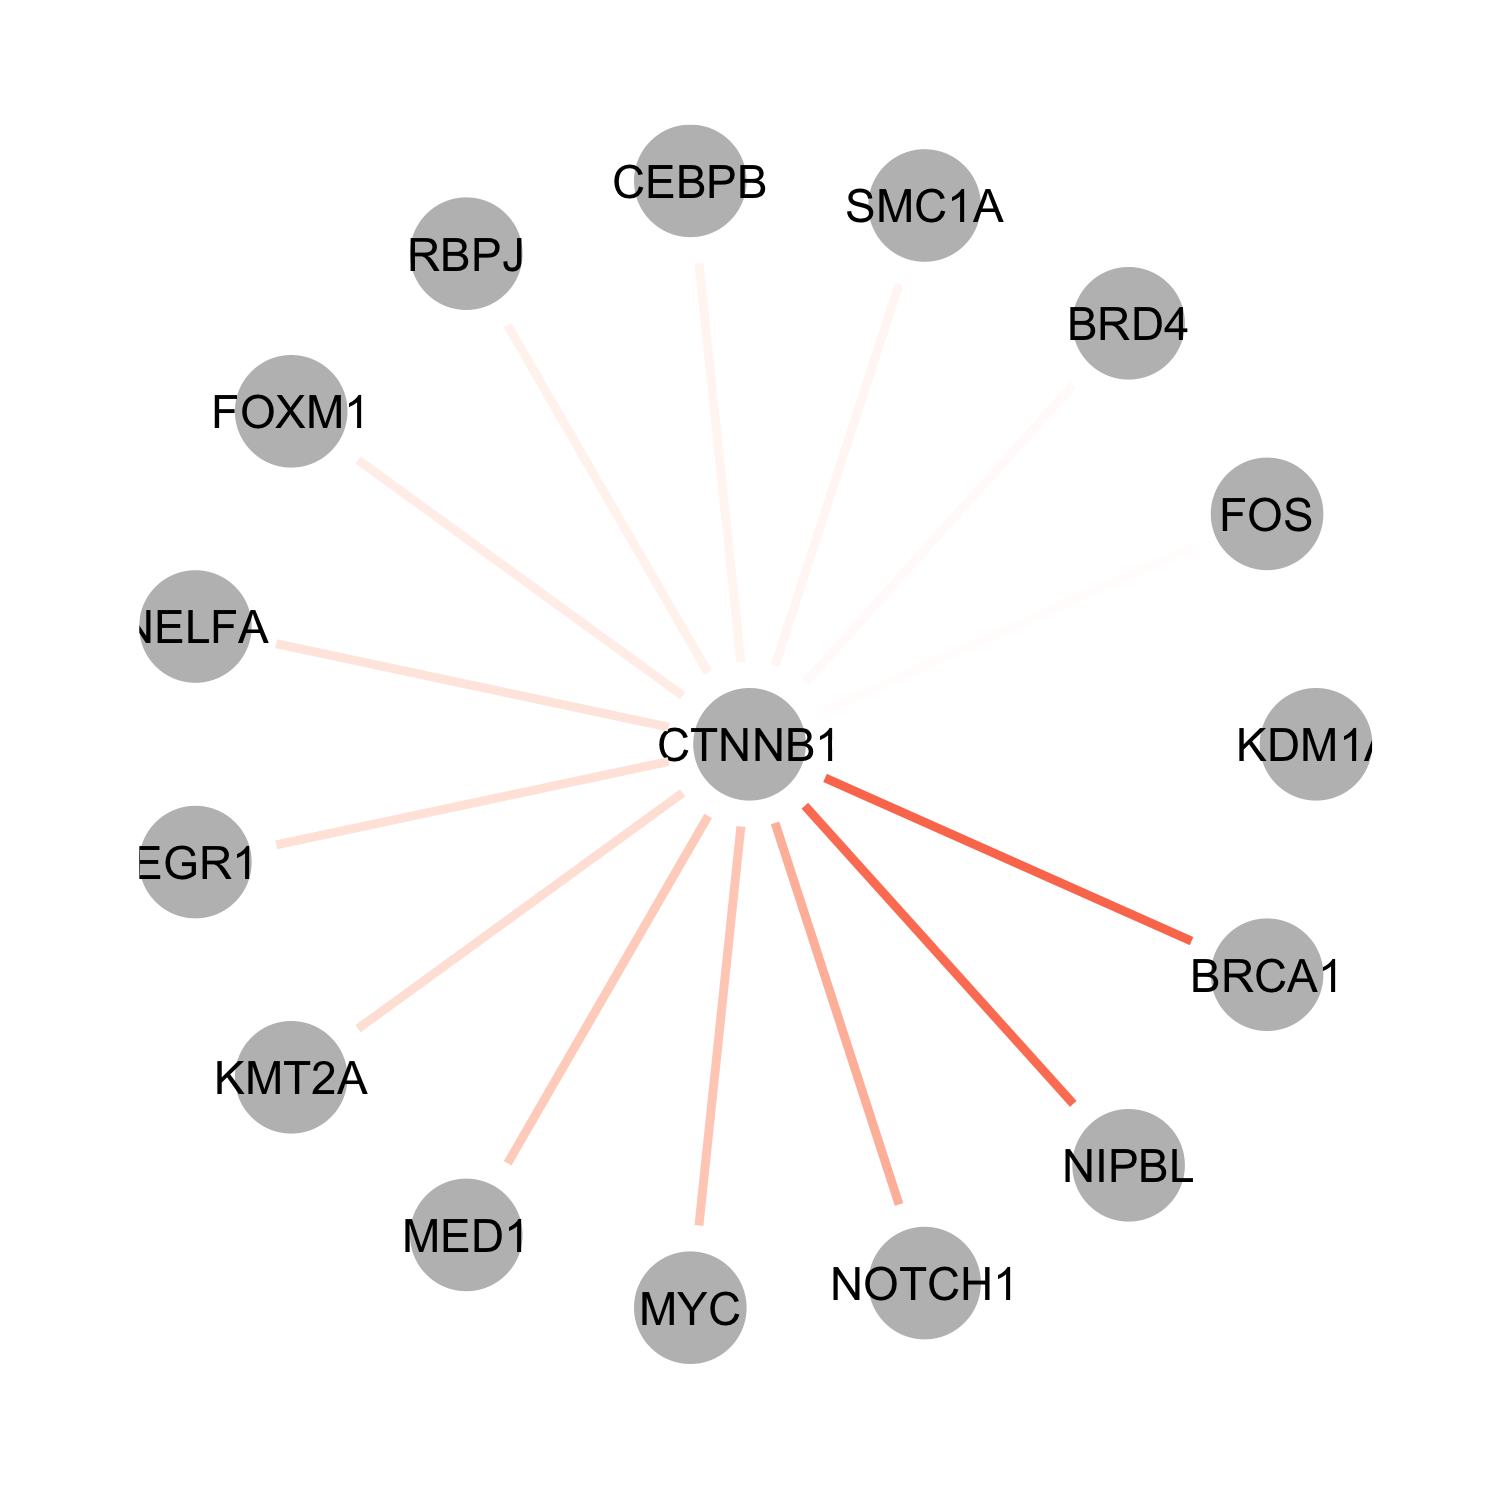 CEBPB
SMC1A
RBPJ
BRD4
FOXM1
FOS
NELFA
CTNNB1
KDM1A
EGR1
BRCA1
KMT2A
NIPBL
MED1
NOTCH1
MYC